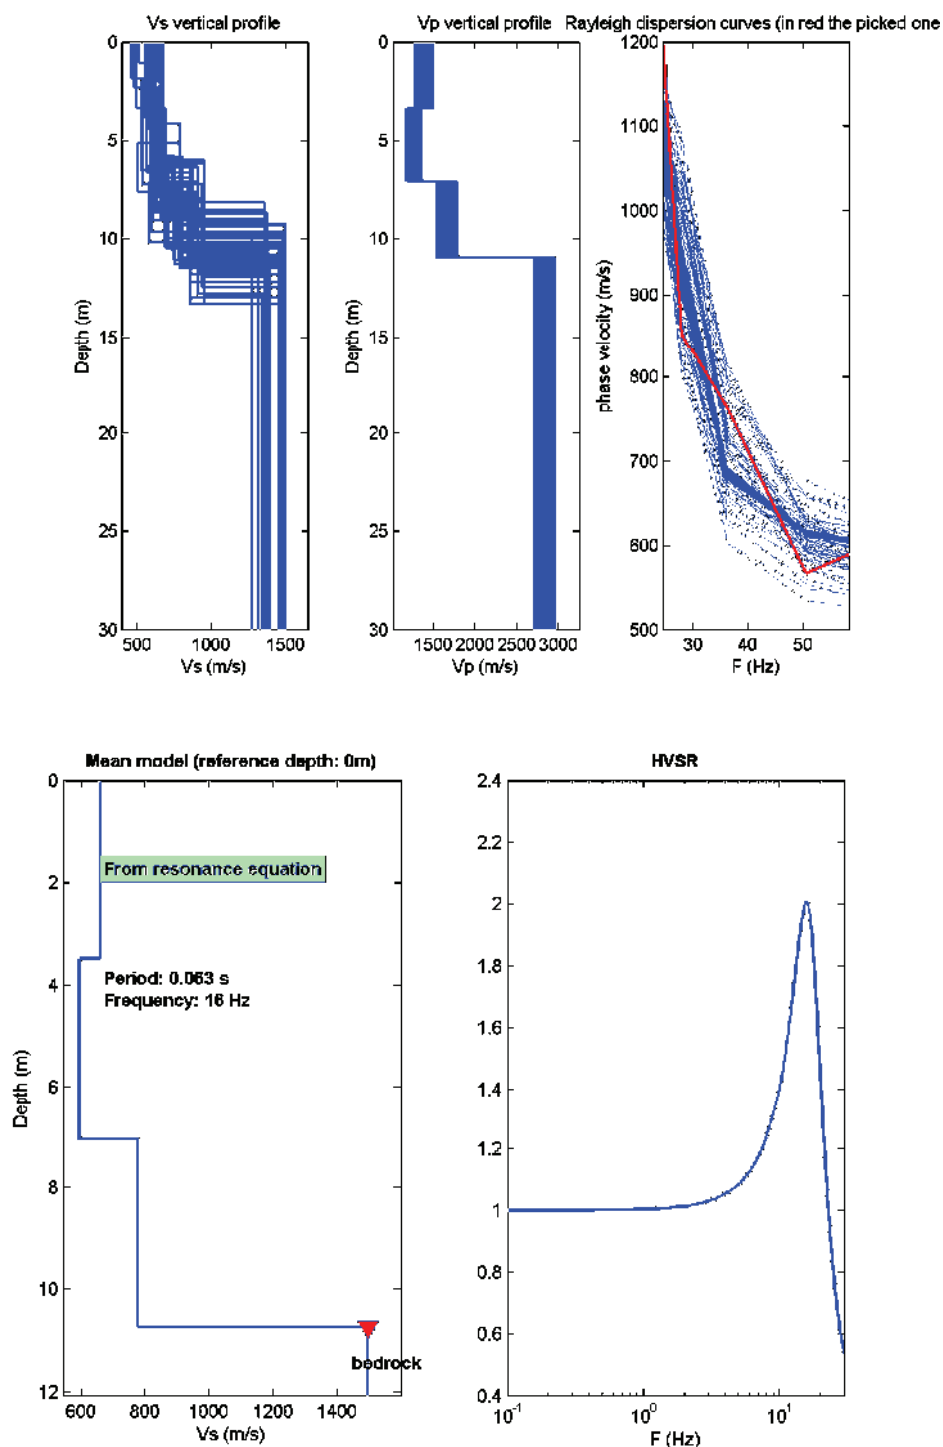 Vs vertical profile
Vp vertical profile
Rayleigh dispersion curves (in red the picked one
0
5
10
15
20
25
30
Depth (m)
500 1000 1500
Vs (m/s)
0
5
10
15
20
25
30
Depth (m)
1500 2000 2500 3000
Vp (m/s)
1200
1100
1000
900
800
700
600
500
phase velocity (m/s)
30 40 50
F (Hz)
Mean model (reference depth: 0m)
0
2
4
6
8
10
12
Depth (m)
From resonance equation
Period: 0.063 s
Frequency: 16 Hz
bedrock
600 800 1000 1200 1400
Vs (m/s)
HVSR
2.4
2.2
2
1.8
1.6
1.4
1.2
1
0.8
0.6
0.4
10-1 100 101
F (Hz)